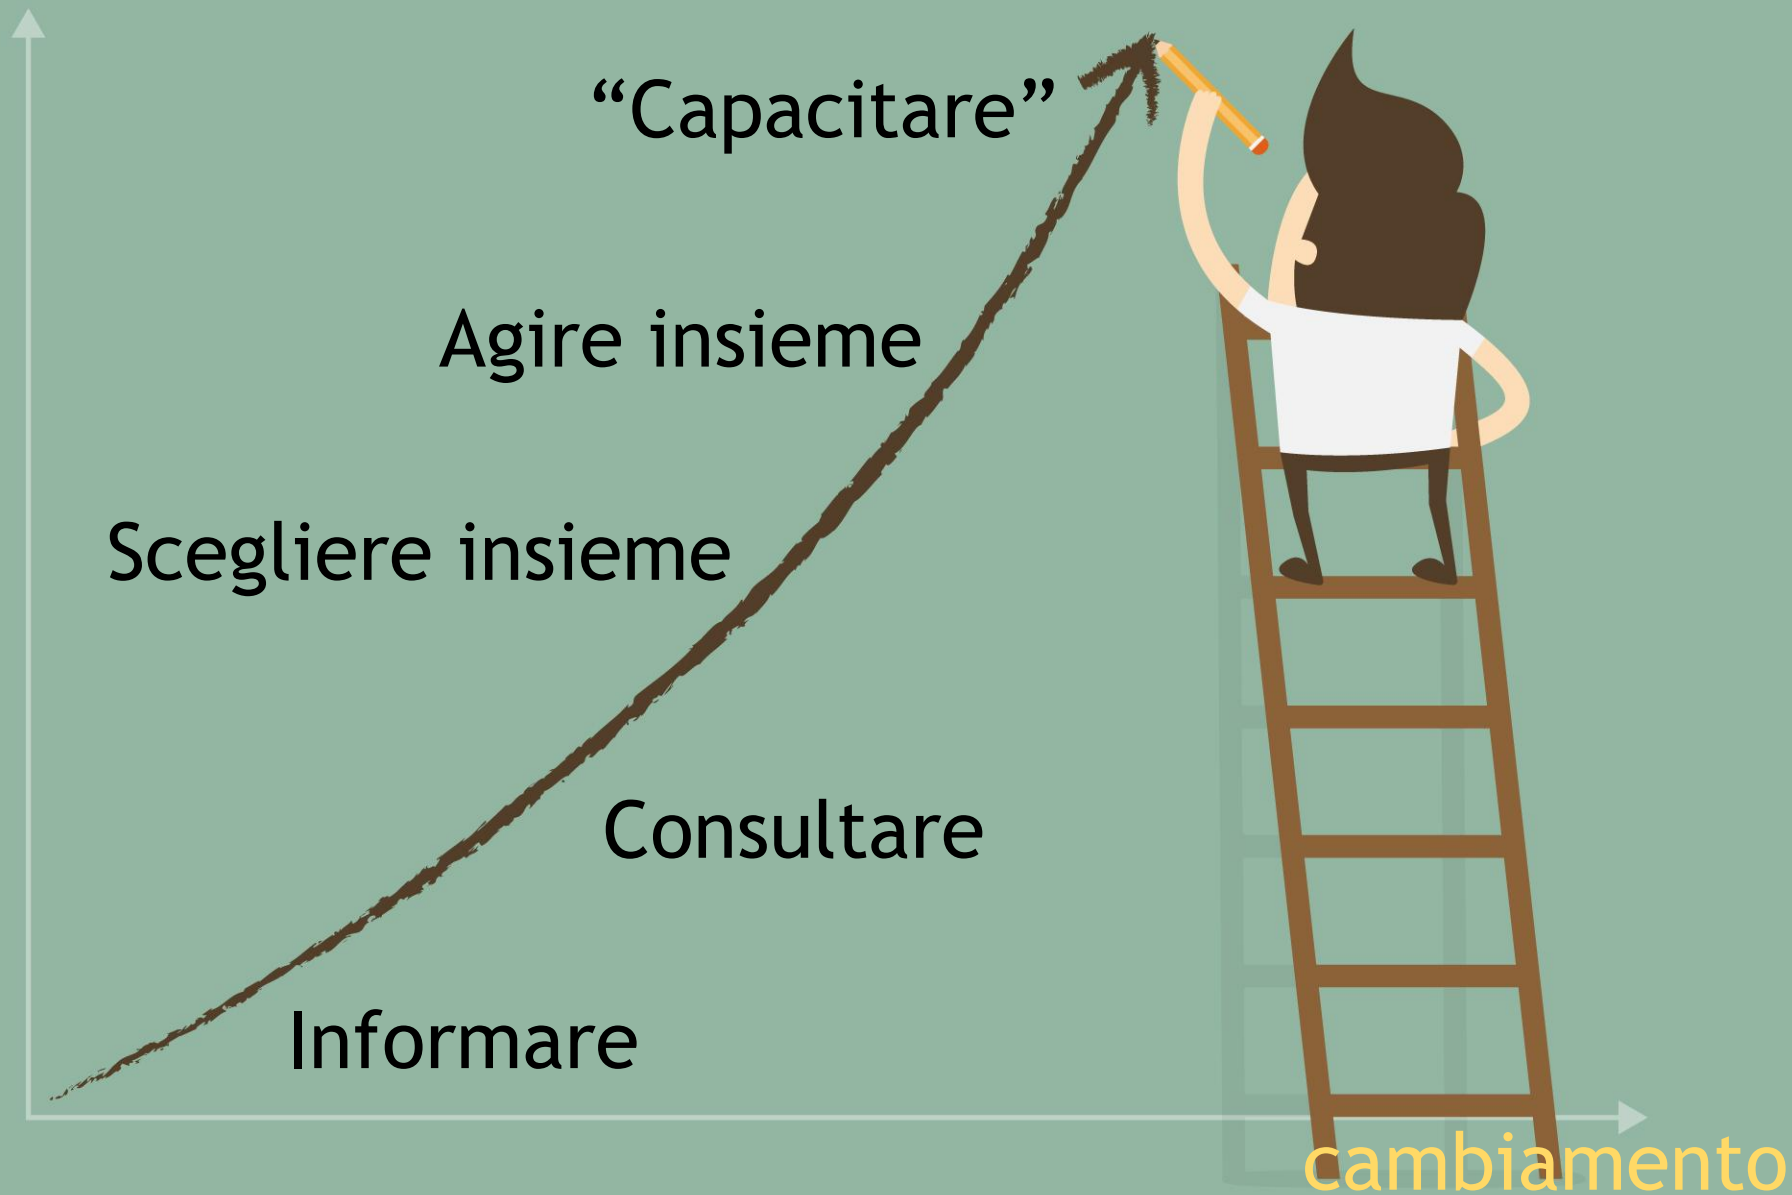 “Capacitare”
Agire insieme
Scegliere insieme
Consultare
Informare
cambiamento